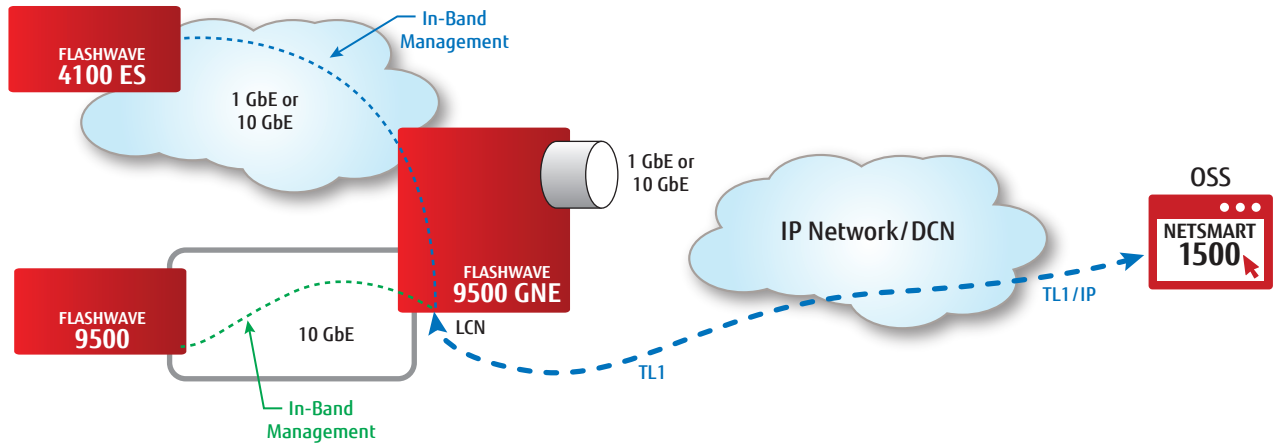 In-Band
Management
FLASHWAVE
4100 ES
1 GbE or
10 GbE
1 GbE or
10 GbE
OSS
NETSMART
1500
IP Network/DCN
FLASHWAVE
9500 GNE
TL1/IP
FLASHWAVE
9500
10 GbE
LCN
TL1
In-Band
Management